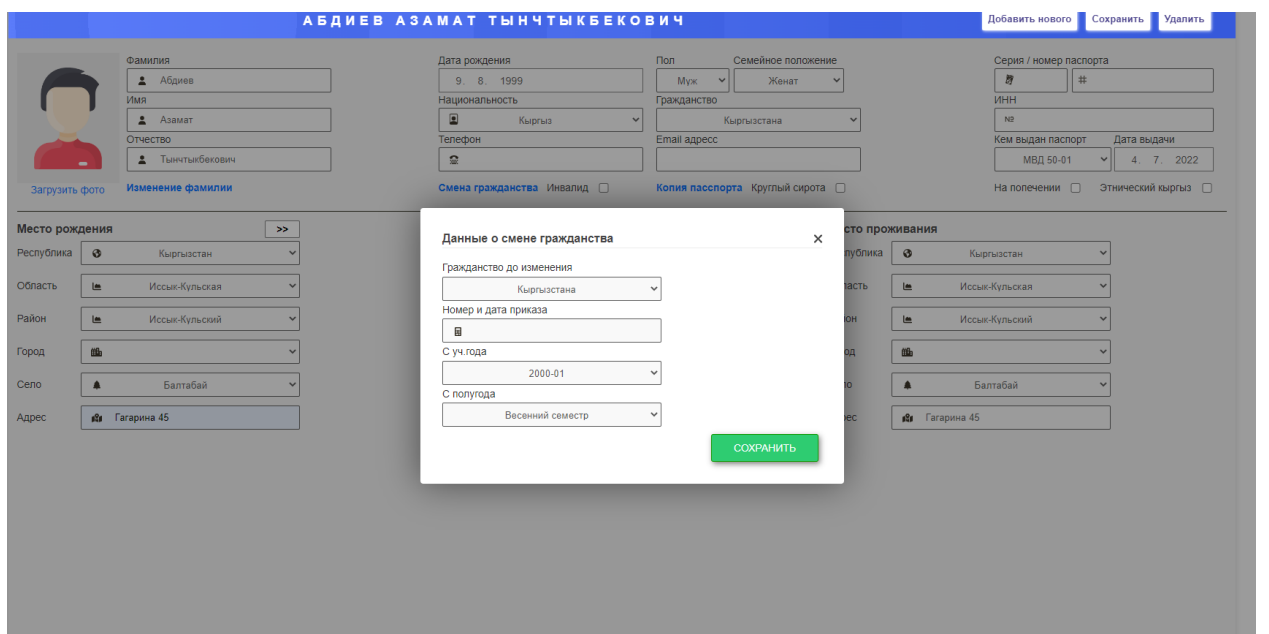 АБДИЕВ АЗАМАТ ТЫНЧТЫКБЕКОВИЧ
Добавить нового Сохранить Удалить
Фамилия Дата рождения Пол Семейное положение Серия / номер паспорта
Абдиев 9. 8. 1999 Муж Женат #
Имя Национальность Гражданство ИНН
Азамат Кыргыз Кыргызстана №
Отчество Телефон Email адресс Кем выдан паспорт Дата выдачи
Тынчтыкбекович МВД 50-01 4. 7. 2022
Загрузить фото Изменение фамилии Смена гражданства Инвалид Копия пасспорта Круглый сирота На попечении Этнический кыргыз
Место рождения >>
Республика Кыргызстан
Область Иссык-Кульская
Район Иссык-Кульский
Город
Село Балтабай
Адрес Гагарина 45
Данные о смене гражданства ×
Гражданство до изменения
Кыргызстана
Номер и дата приказа
С уч.года
2000-01
С полугода
Весенний семестр
СОХРАНИТЬ
сто проживания
публика Кыргызстан
ласть Иссык-Кульская
он Иссык-Кульский
од
ло Балтабай
рес Гагарина 45